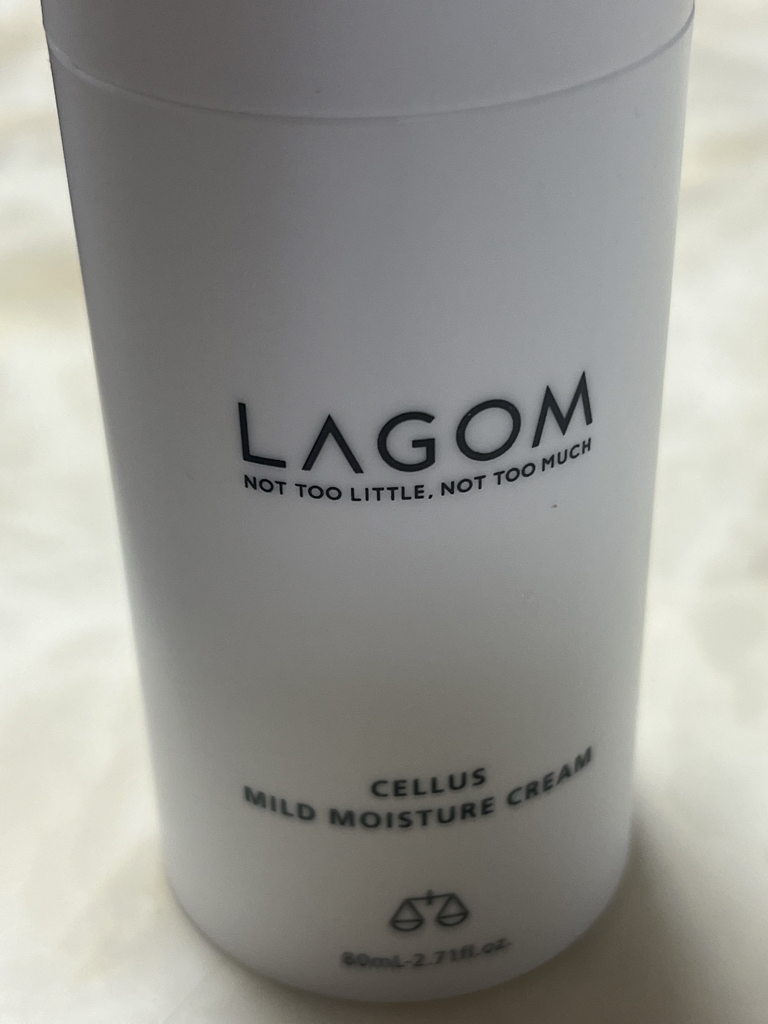 LAGOM
NOT TOO LITTLE, NOT TOO MUCH
CELLUS
MILD MOISTURE CREAM
80mL-2.71fl.oz.